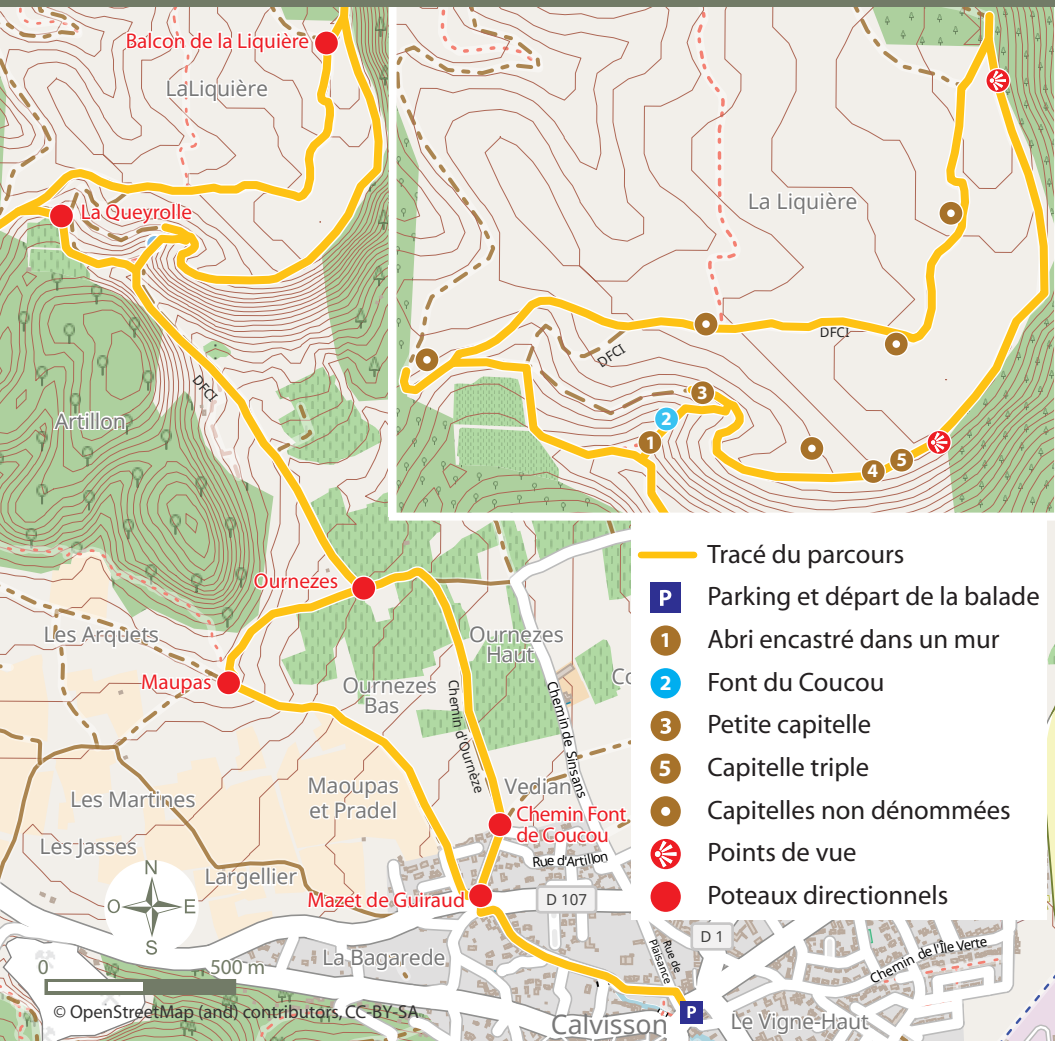 Balcon de la Liquière
LaLiquière
La Queyrolle
DFCI
Artillon
La Liquière
DFCI
DFCI
3
2
1
4
5
Ournezes
Les Arquets
Maupas
Ournezes
Bas
Ournezes
Haut
Chemin d'Ournèze
Chemin de Sinsans
Les Martines
Maoupas
et Pradel
Vedian
Chemin Font
de Coucou
Les Jasses
Rue d'Artillon
Largellier
Mazet de Guiraud
D 107
N
O
E
S
La Bagarede
Rue de
Plaisance
D 1
Chemin de l'Île Verte
0
500 m
© OpenStreetMap (and) contributors, CC-BY-SA
Calvisson
P
Le Vigne-Haut
Tracé du parcours
P Parking et départ de la balade
1 Abri encastré dans un mur
2 Font du Coucou
3 Petite capitelle
5 Capitelle triple
Capitelles non dénommées
Points de vue
Poteaux directionnels